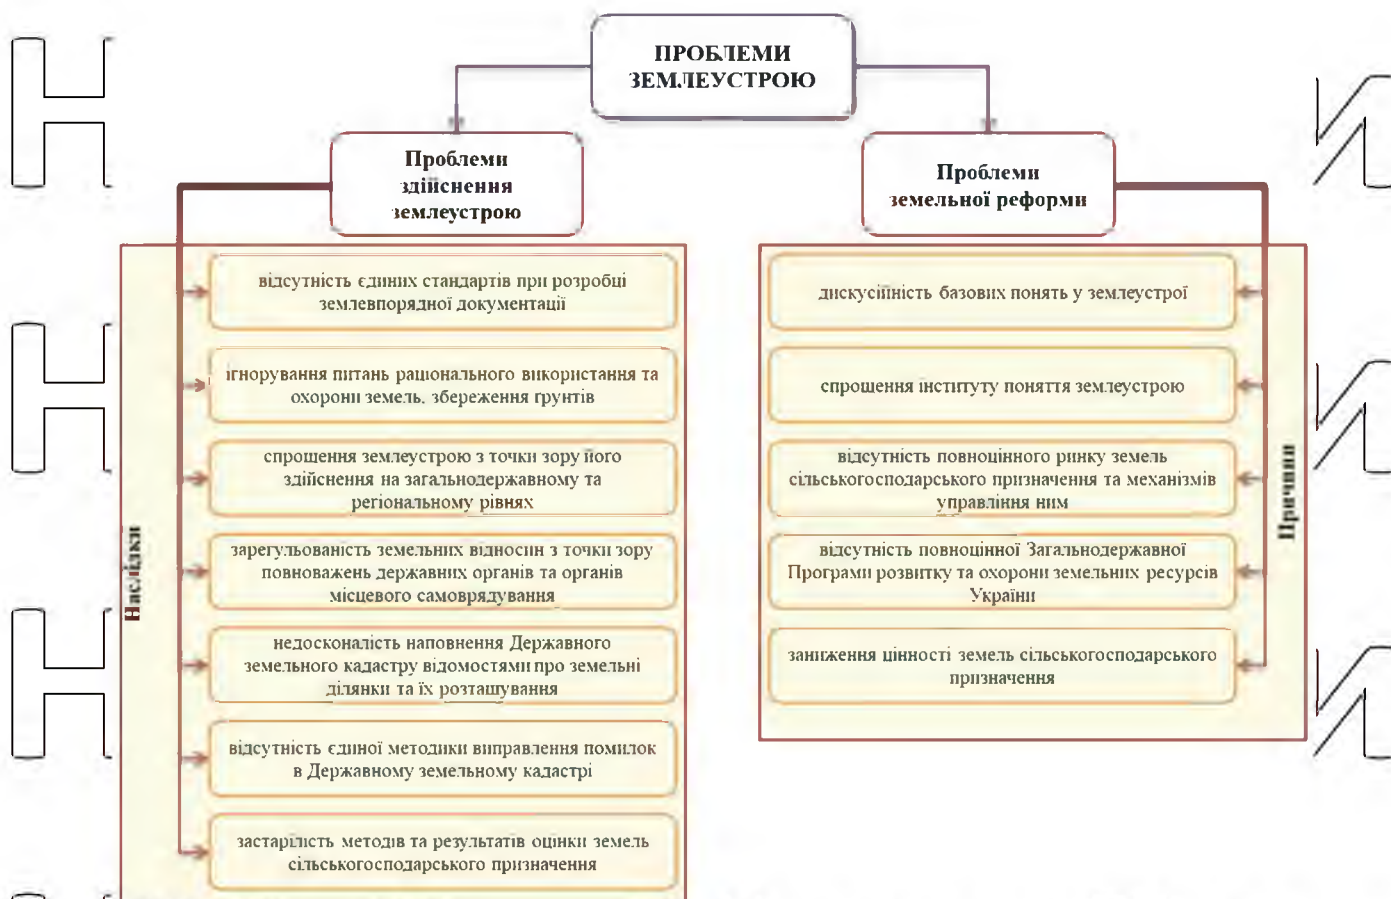 ПРОБЛЕМИ
ЗЕМЛЕУСТРОЮ
Проблеми
здійснення
землеустрою
Проблеми
земельної реформи
Наслідки
відсутність єдиних стандартів при розробці
землевпорядної документації
ігнорування питань раціонального використання та
охорони земель, збереження ґрунтів
спрощення землеустрою з точки зору його
здійснення на загальнодержавному та
регіональному рівнях
зарегульованість земельних відносин з точки зору
повноважень державних органів та органів
місцевого самоврядування
недосконалість наповнення Державного
земельного кадастру відомостями про земельні
ділянки та їх розташування
відсутність єдиної методики виправлення помилок
в Державному земельному кадастрі
застарілість методів та результатів оцінки земель
сільськогосподарського призначення
дискусійність базових понять у землеустрої
спрощення інституту поняття землеустрою
відсутність повноцінного ринку земель
сільськогосподарського призначення та механізмів
управління ним
відсутність повноцінної Загальнодержавної
Програми розвитку та охорони земельних ресурсів
України
заниження цінності земель сільськогосподарського
призначення
Причини
Н
И
Н
И
Н
И